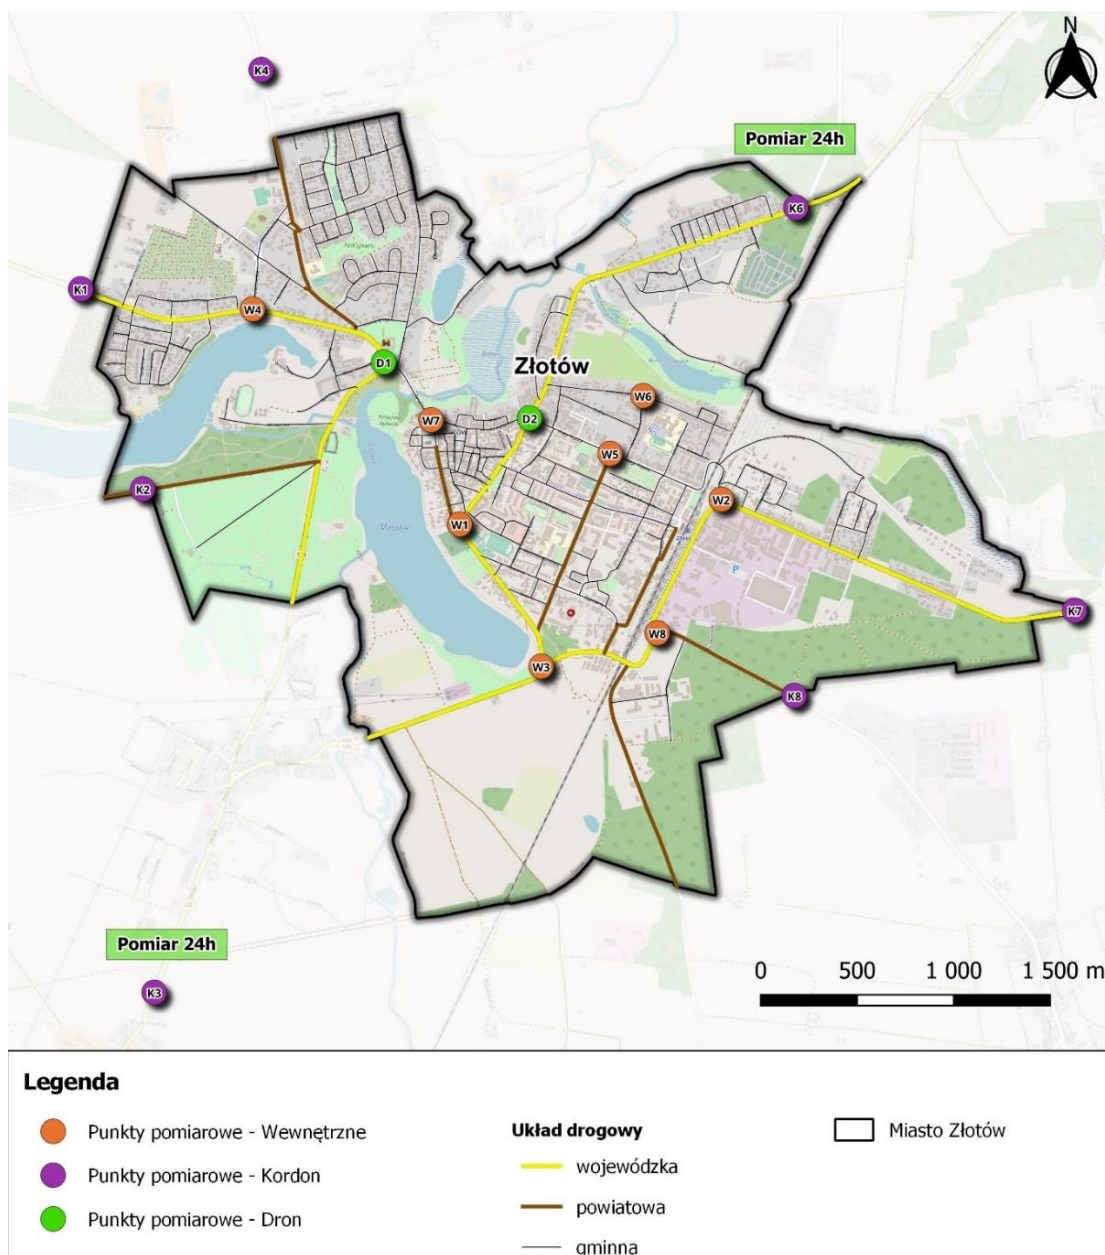 N
K4
Pomiar 24h
K6
K1
W4
D1
Złotów
W6
W7
D2
W5
K2
W2
W1
K7
W8
W3
K8
Pomiar 24h
K3
0 500 1 000 1 500 m
Legenda
Punkty pomiarowe - Wewnętrzne
Punkty pomiarowe - Kordon
Punkty pomiarowe - Dron
Układ drogowy
wojewódzka
powiatowa
gminna
Miasto Złotów